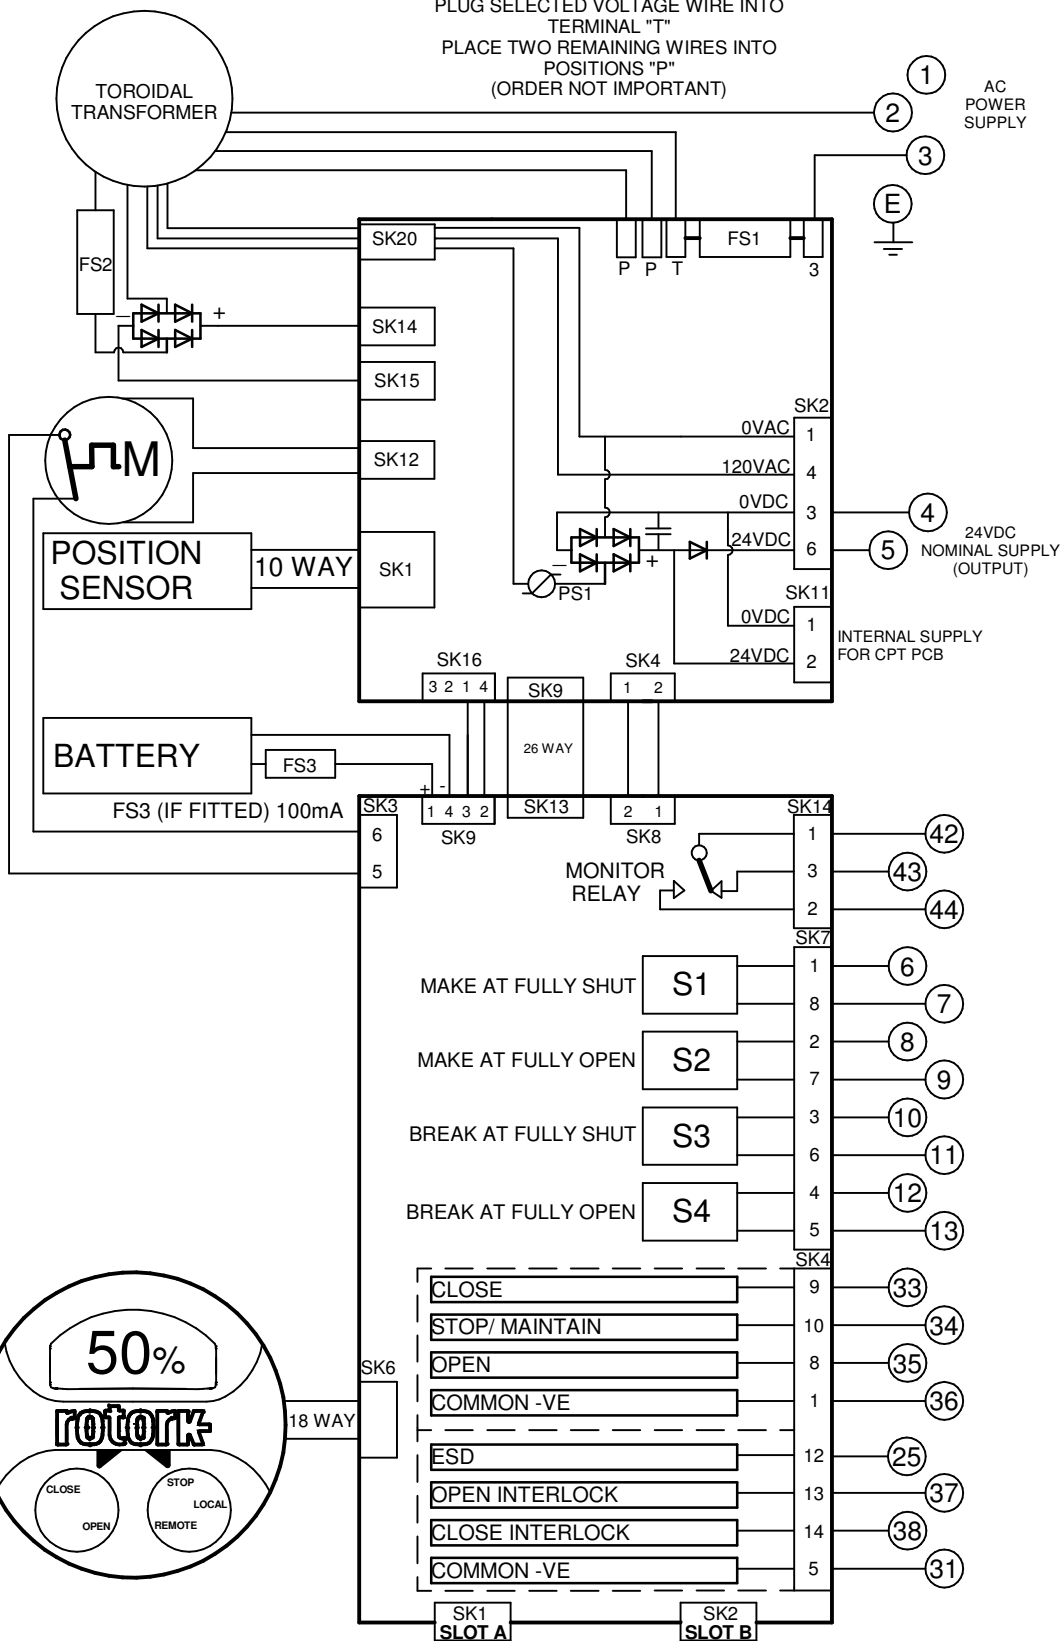 PLUG SELECTED VOLTAGE WIRE INTO
TERMINAL "T"
PLACE TWO REMAINING WIRES INTO
POSITIONS "P"
(ORDER NOT IMPORTANT)
TOROIDAL
TRANSFORMER
1
2
3
E
AC
POWER
SUPPLY
FS2
SK20
P P T
FS1
3
- +
SK14
SK15
M
SK12
SK2
0VAC 1
120VAC 4
0VDC 3
24VDC 6
4
5
24VDC
NOMINAL SUPPLY
(OUTPUT)
POSITION
SENSOR
10 WAY
SK1
- +
PS1
SK11
0VDC 1
24VDC 2
INTERNAL SUPPLY
FOR CPT PCB
SK16
3 2 1 4
SK9
SK4
1 2
BATTERY
FS3
26 WAY
FS3 (IF FITTED) 100mA
+ -
SK3
6
5
1 4 3 2
SK9
SK13
2 1
SK8
MONITOR
RELAY
SK14
1 42
3 43
2 44
SK7
MAKE AT FULLY SHUT S1
1 6
8 7
MAKE AT FULLY OPEN S2
2 8
7 9
BREAK AT FULLY SHUT S3
3 10
6 11
BREAK AT FULLY OPEN S4
4 12
5 13
SK4
CLOSE 9 33
STOP/ MAINTAIN 10 34
OPEN 8 35
COMMON -VE 1 36
ESD 12 25
OPEN INTERLOCK 13 37
CLOSE INTERLOCK 14 38
COMMON -VE 5 31
50%
rotork
CLOSE
OPEN
STOP
LOCAL
REMOTE
18 WAY
SK6
SK1
SLOT A
SK2
SLOT B